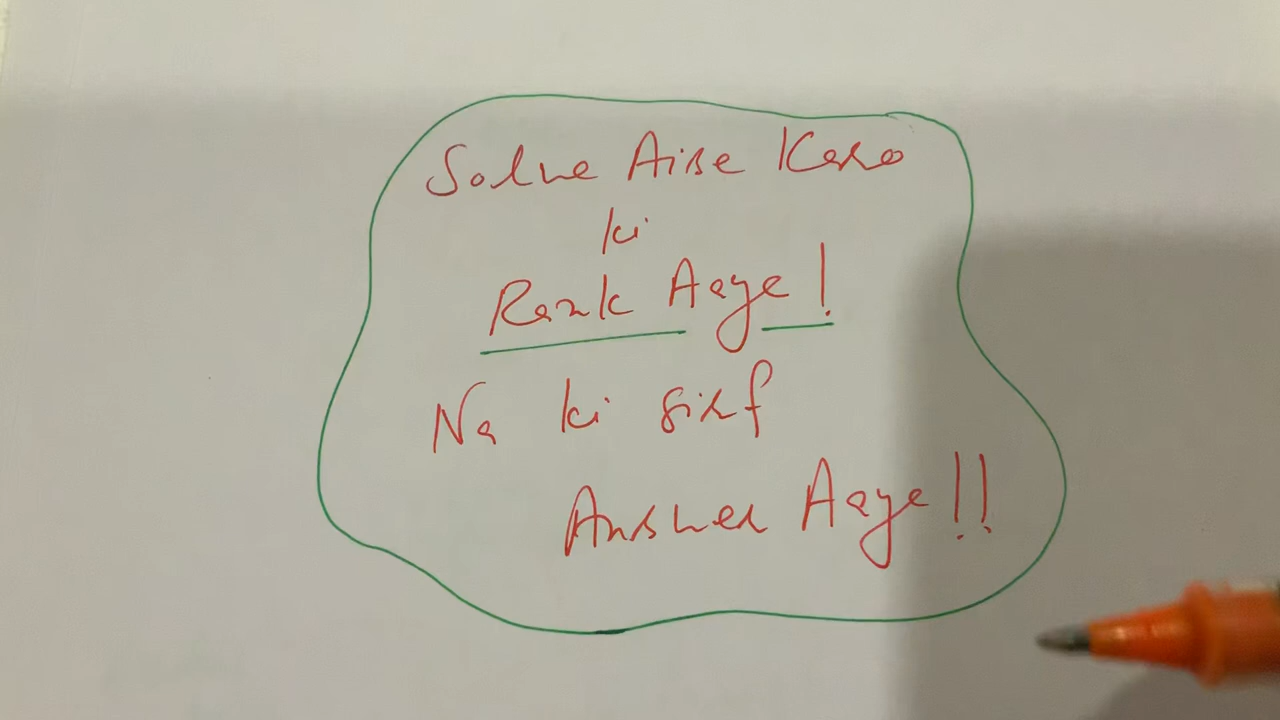 Solve Aise Karo
ki
Rank Aaye!
Na ki sirf
Answer Aaye!!